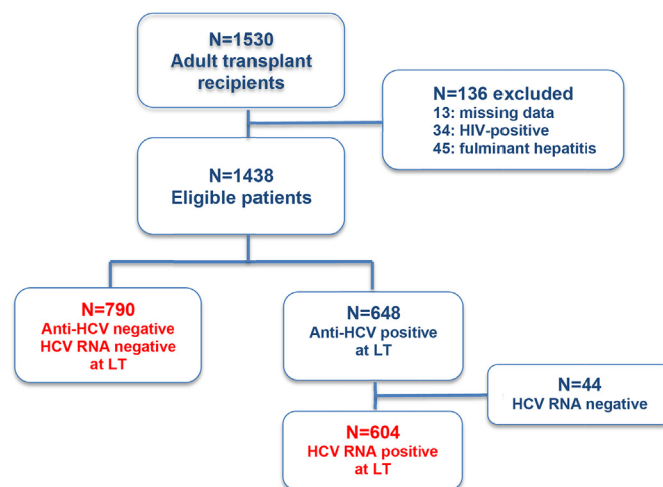 N=1530
Adult transplant
recipients
N=136 excluded
13: missing data
34: HIV-positive
45: fulminant hepatitis
N=1438
Eligible patients
N=790
Anti-HCV negative
HCV RNA negative
at LT
N=648
Anti-HCV positive
at LT
N=44
HCV RNA negative
N=604
HCV RNA positive
at LT